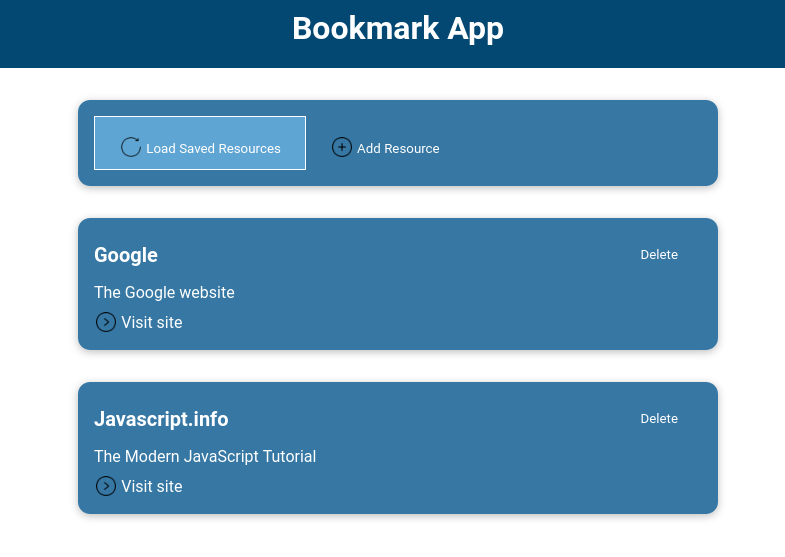 Bookmark App
Load Saved Resources Add Resource
Google Delete
The Google website
Visit site
Javascript.info Delete
The Modern JavaScript Tutorial
Visit site